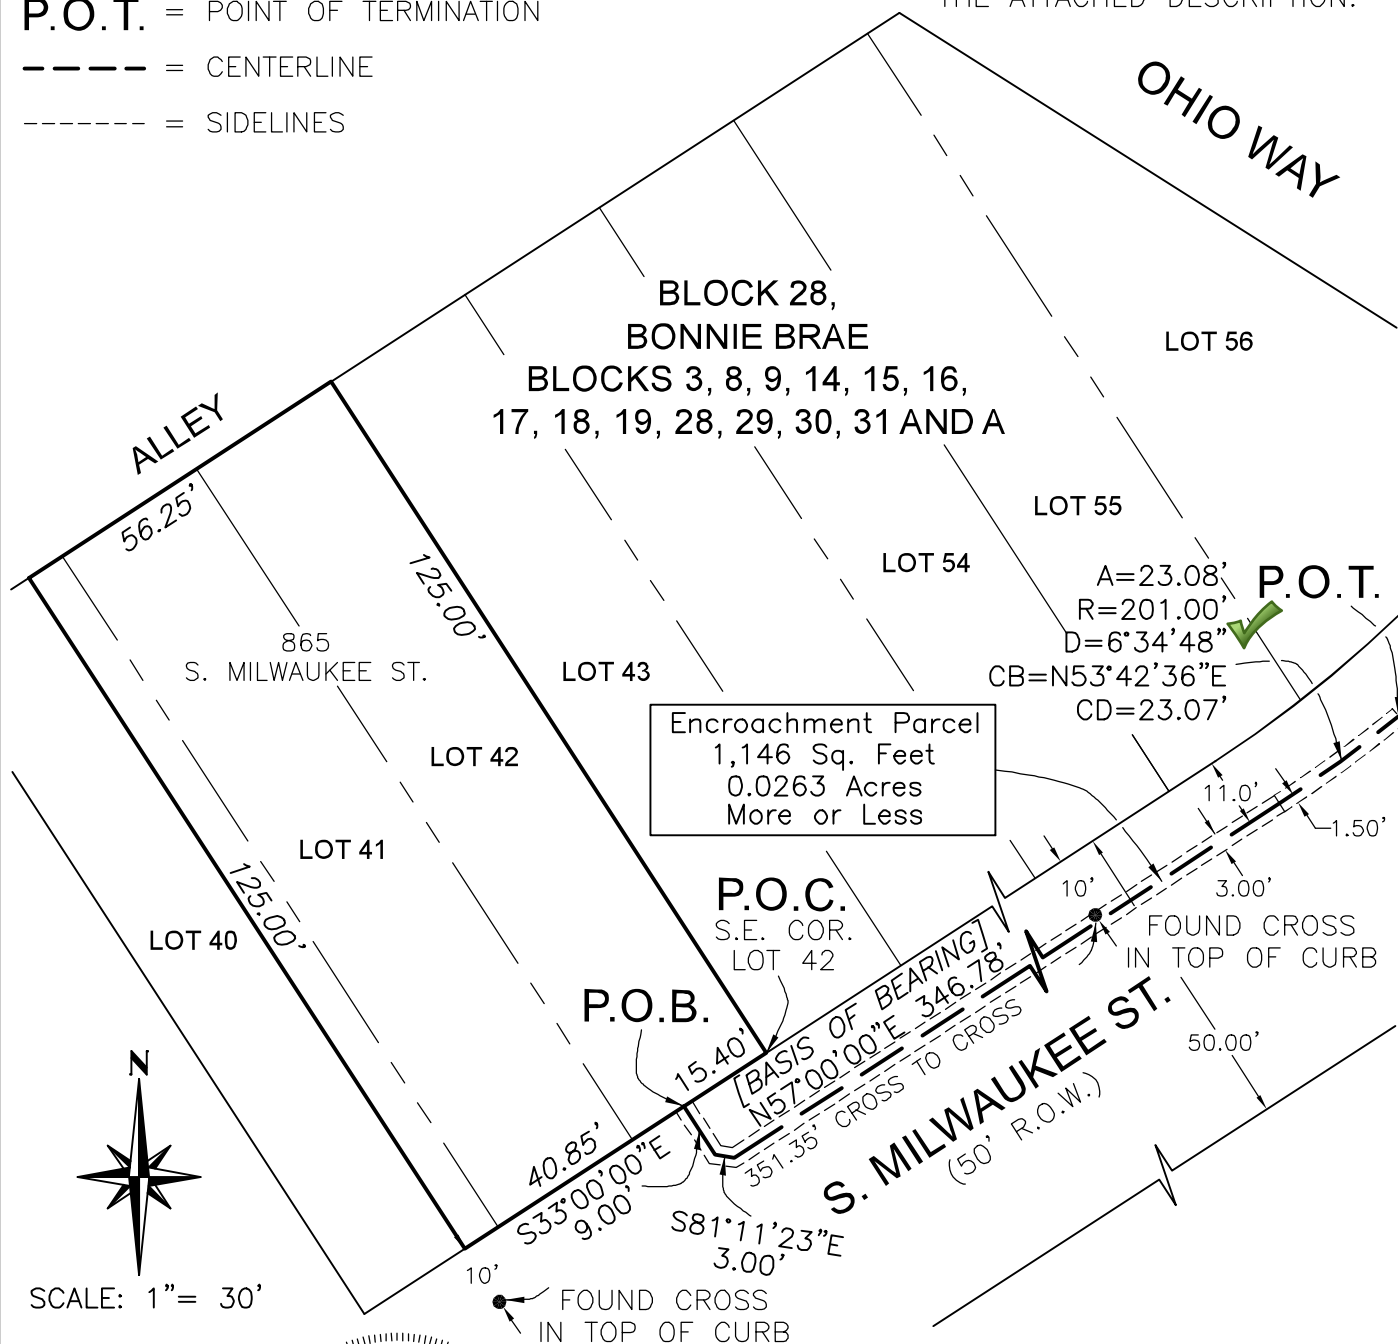 P.O.T. = POINT OF TERMINATION
THE ATTACHED DESCRIPTION.
= CENTERLINE
= SIDELINES
OHIO WAY
BLOCK 28,
BONNIE BRAE
BLOCKS 3, 8, 9, 14, 15, 16,
17, 18, 19, 28, 29, 30, 31 AND A
LOT 56
ALLEY
56.25'
125.00'
LOT 55
LOT 54
A=23.08'
R=201.00'
D=6°34'48"
CB=N53°42'36"E
CD=23.07'
P.O.T.
865
S. MILWAUKEE ST.
LOT 43
LOT 42
LOT 41
LOT 40
125.00'
Encroachment Parcel
1,146 Sq. Feet
0.0263 Acres
More or Less
11.0'
1.50'
3.00'
10'
FOUND CROSS
IN TOP OF CURB
P.O.C.
S.E. COR.
LOT 42
P.O.B.
15.40'
[BASIS OF BEARING]
N57°00'00"E 346.78'
351.35' CROSS TO CROSS
S. MILWAUKEE ST.
(50' R.O.W.)
50.00'
40.85'
S33°00'00"E
9.00'
S81°11'23"E
3.00'
N
SCALE: 1"= 30'
10'
FOUND CROSS
IN TOP OF CURB